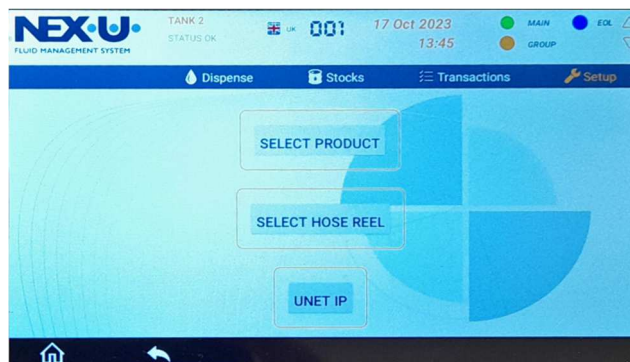 NEX·U·
FLUID MANAGEMENT SYSTEM
TANK 2
STATUS OK
UK
001
17 Oct 2023
13:45
MAIN
GROUP
EOL
Dispense
Stocks
Transactions
Setup
SELECT PRODUCT
SELECT HOSE REEL
UNET IP